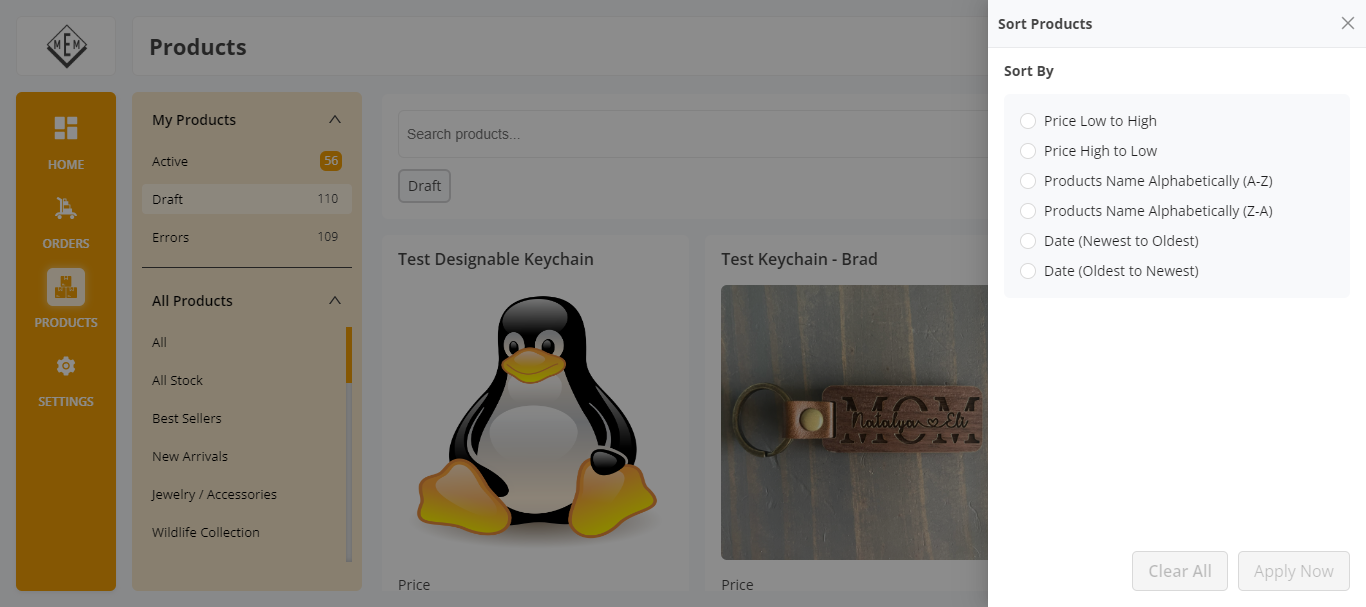 MEM
Products
HOME
ORDERS
PRODUCTS
SETTINGS
My Products
Active 56
Draft 110
Errors 109
All Products
All
All Stock
Best Sellers
New Arrivals
Jewelry / Accessories
Wildlife Collection
Search products...
Draft
Test Designable Keychain
Price
Test Keychain - Brad
MOM
Natalya Eli
Price
Sort Products
Sort By
Price Low to High
Price High to Low
Products Name Alphabetically (A-Z)
Products Name Alphabetically (Z-A)
Date (Newest to Oldest)
Date (Oldest to Newest)
Clear All
Apply Now